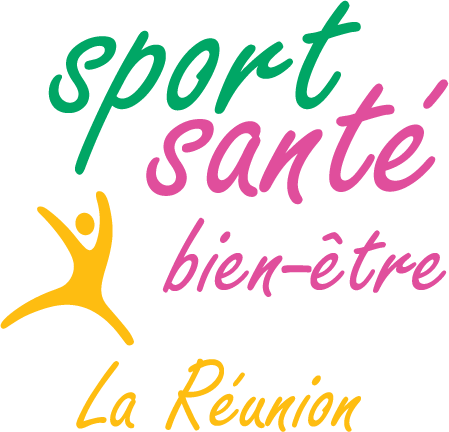 sport
santé
bien-être
La Réunion